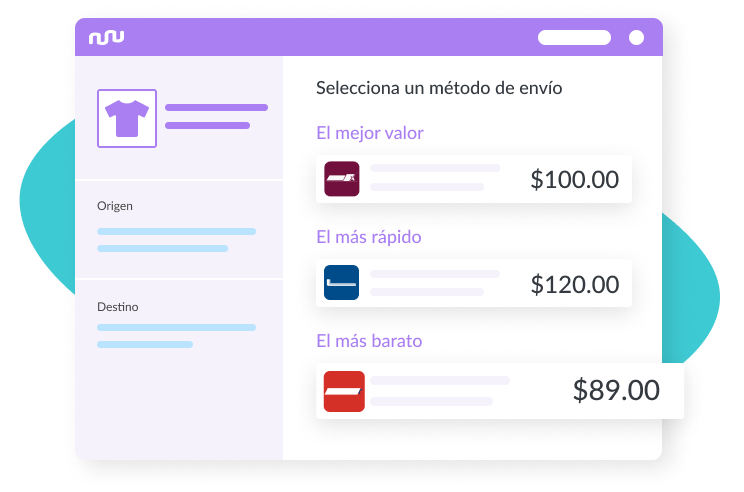 Selecciona un método de envío
El mejor valor
$100.00
El más rápido
$120.00
El más barato
$89.00
Origen
Destino